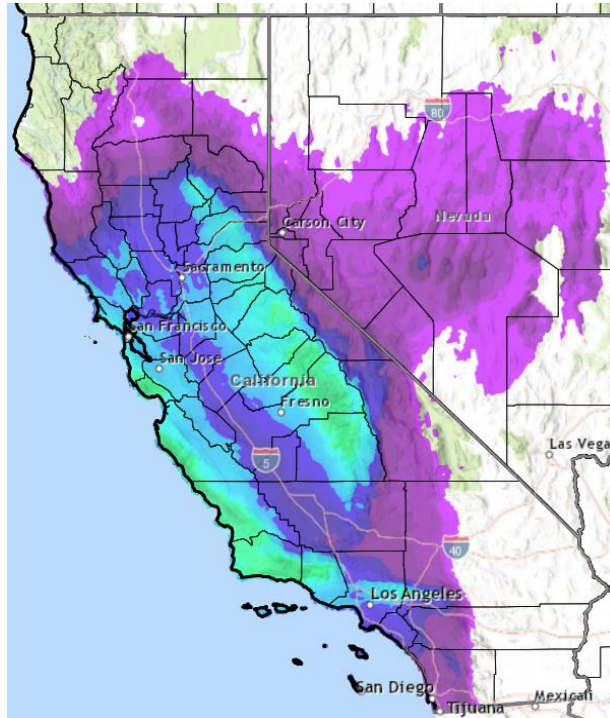 80
Carson City
Nevada
Sacramento
San Francisco
San Jose
California
Fresno
5
Las Vega
40
Los Angeles
San Diego
Tijuana
Mexicali